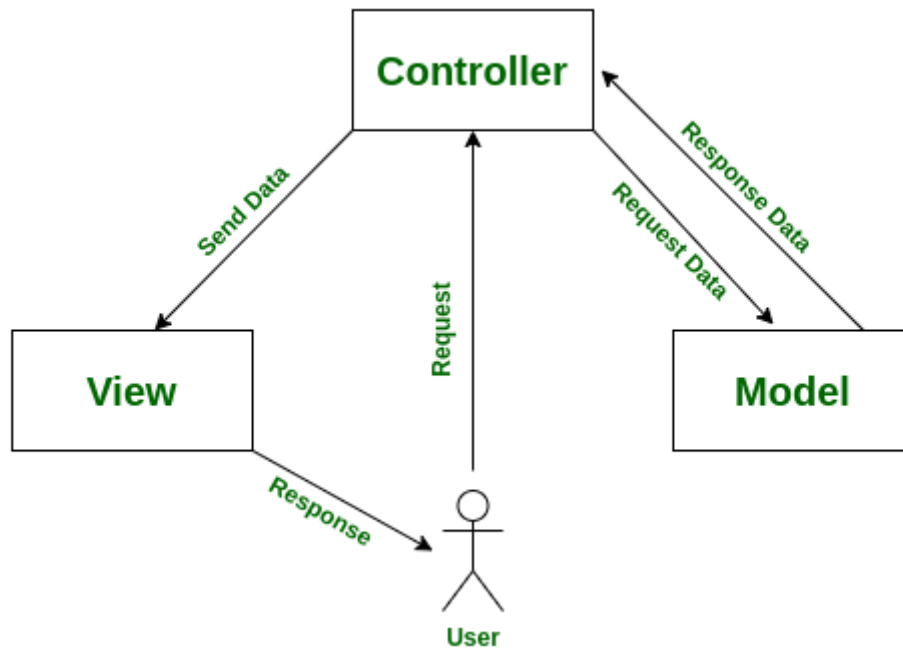 Controller
Send Data
Request
Request Data
Response Data
View
Model
Response
User